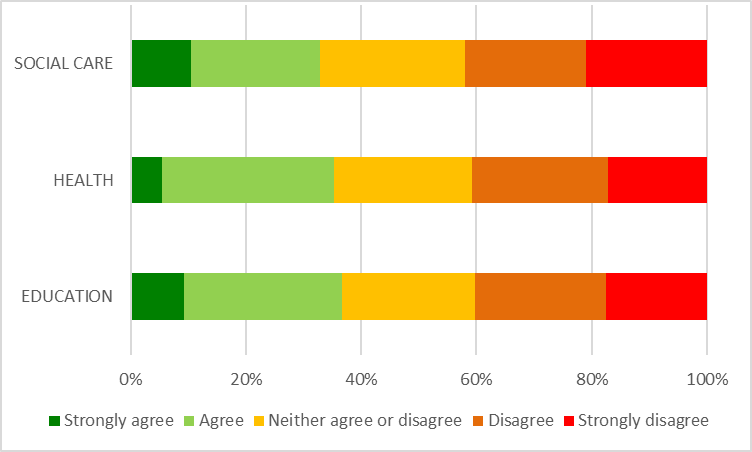 SOCIAL CARE
HEALTH
EDUCATION
0% 20% 40% 60% 80% 100%
Strongly agree Agree Neither agree or disagree Disagree Strongly disagree